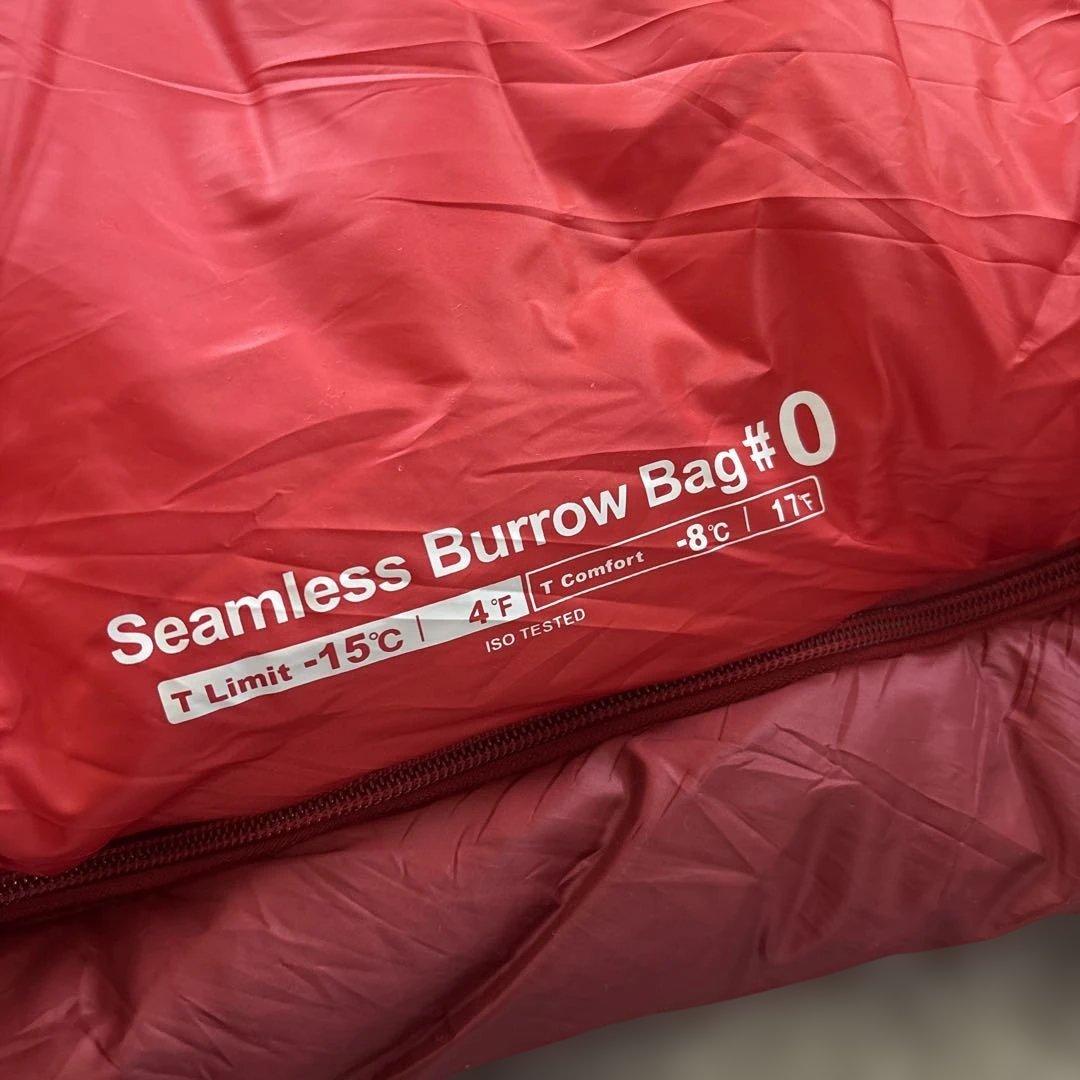 Seamless Burrow Bag #0
T Limit -15℃ | 4℉ T Comfort -8℃ | 17℉
ISO TESTED